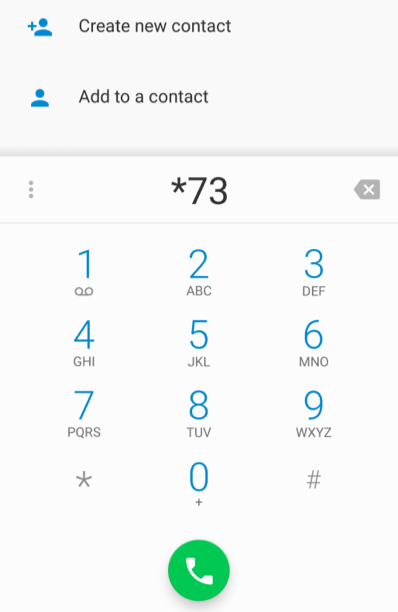 Create new contact
Add to a contact
*73
1 2 3
ABC DEF
4 5 6
GHI JKL MNO
7 8 9
PQRS TUV WXYZ
* 0 #
+